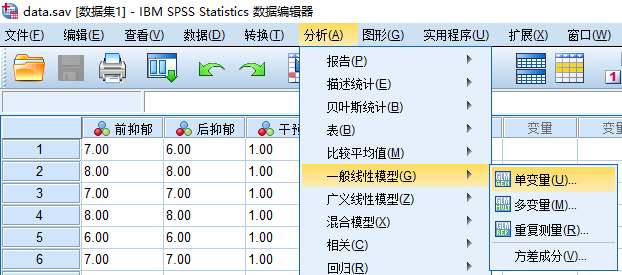 data.sav [数据集1] - IBM SPSS Statistics 数据编辑器
文件(F) 编辑(E) 查看(V) 数据(D) 转换(T) 分析(A) 图形(G) 实用程序(U) 扩展(X) 窗口(W)
报告(P)
描述统计(E)
贝叶斯统计(B)
表(B)
比较平均值(M)
一般线性模型(G)
广义线性模型(Z)
混合模型(X)
相关(C)
回归(R)
单变量(U)...
多变量(M)...
重复测量(R)...
方差成分(V)...
前抑郁 后抑郁 干预 变量 变量
1 7.00 6.00 1.00
2 8.00 8.00 1.00
3 7.00 7.00 1.00
4 8.00 8.00 1.00
5 6.00 6.00 1.00
6 7.00 7.00 1.00